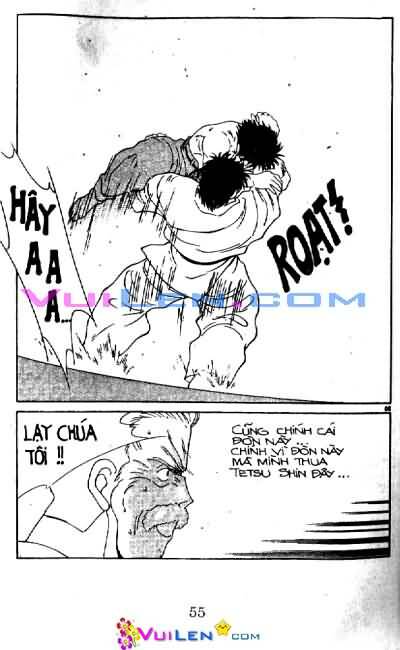 HÂY
A
A
A...
ROẠT!
VUILEN.COM
LẠY CHÚA
TÔI !!
CŨNG CHÍNH CÁI
ĐÒN NÀY...
CHÍNH VÌ ĐÒN NÀY
MÀ MÌNH THUA
TETSU SHIN ĐÂY...
55
VUILEN.COM